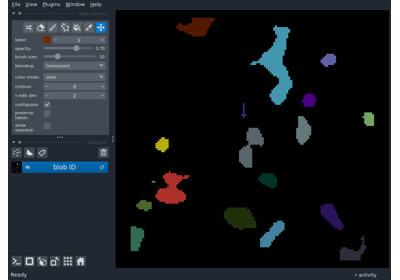 File View Plugins Window Help
label: 1
opacity: 0.70
brush size: 10
blending: translucent
color mode: auto
contour: 0
n edit dim: 2
contiguous: ✓
preserve labels:
show selected:
blob ID
Ready
activity